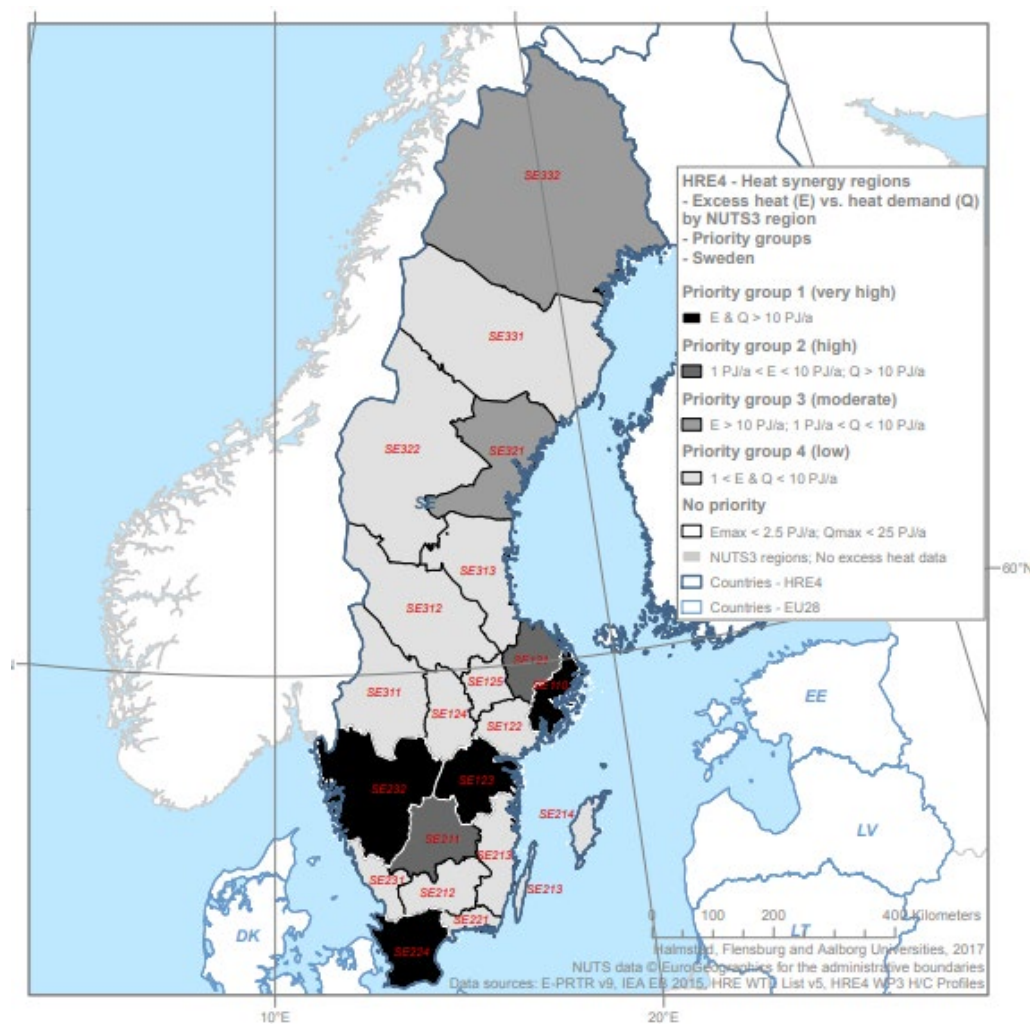 SE332
HRE4 - Heat synergy regions
- Excess heat (E) vs. heat demand (Q)
by NUTS3 region
- Priority groups
- Sweden
Priority group 1 (very high)
E & Q > 10 PJ/a
Priority group 2 (high)
1 PJ/a < E < 10 PJ/a; Q > 10 PJ/a
Priority group 3 (moderate)
E > 10 PJ/a; 1 PJ/a < Q < 10 PJ/a
Priority group 4 (low)
1 < E & Q < 10 PJ/a
No priority
Emax < 2.5 PJ/a; Qmax < 25 PJ/a
NUTS3 regions; No excess heat data
Countries - HRE4
Countries - EU28
SE331
SE322
SE321
SE
SE313
60°N
SE312
SE121
SE125
SE110
SE311
SE124
SE122
EE
SE232
SE123
SE214
SE211
LV
SE213
SE231
SE212
SE213
SE221
DK
SE224
LT
0 100 200 400 Kilometers
Halmstad, Flensburg and Aalborg Universities, 2017
NUTS data © EuroGeographics for the administrative boundaries
Data sources: E-PRTR v9, IEA EB 2015, HRE WTE List v5, HRE4 WP3 H/C Profiles
10°E
20°E